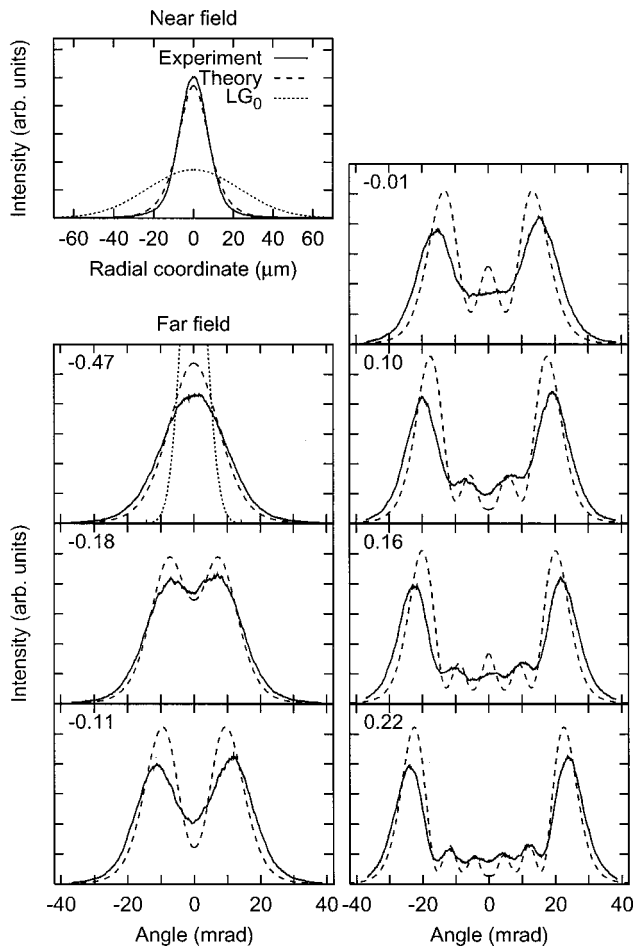 Near field
Experiment
Theory
LG0
Intensity (arb. units)
-60 -40 -20 0 20 40 60
Radial coordinate (μm)
Far field
-0.47
-0.18
-0.11
Intensity (arb. units)
-40 -20 0 20 40
Angle (mrad)
-0.01
0.10
0.16
0.22
-40 -20 0 20 40
Angle (mrad)